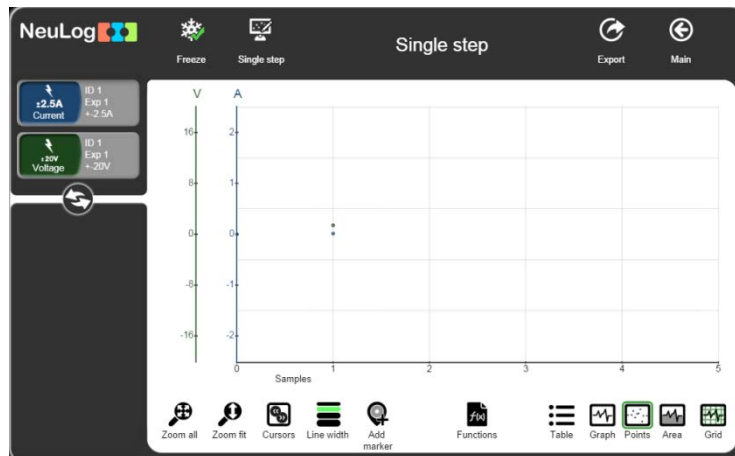 NeuLog
Freeze
Single step
Single step
Export
Main
±2.5A
Current
ID 1
Exp 1
+-2.5A
±20V
Voltage
ID 1
Exp 1
+-20V
V
A
16
2
8
1
0
0
-8
-1
-16
-2
0
1
2
3
4
5
Samples
Zoom all
Zoom fit
Cursors
Line width
Add
marker
f(x)
Functions
Table
Graph
Points
Area
Grid